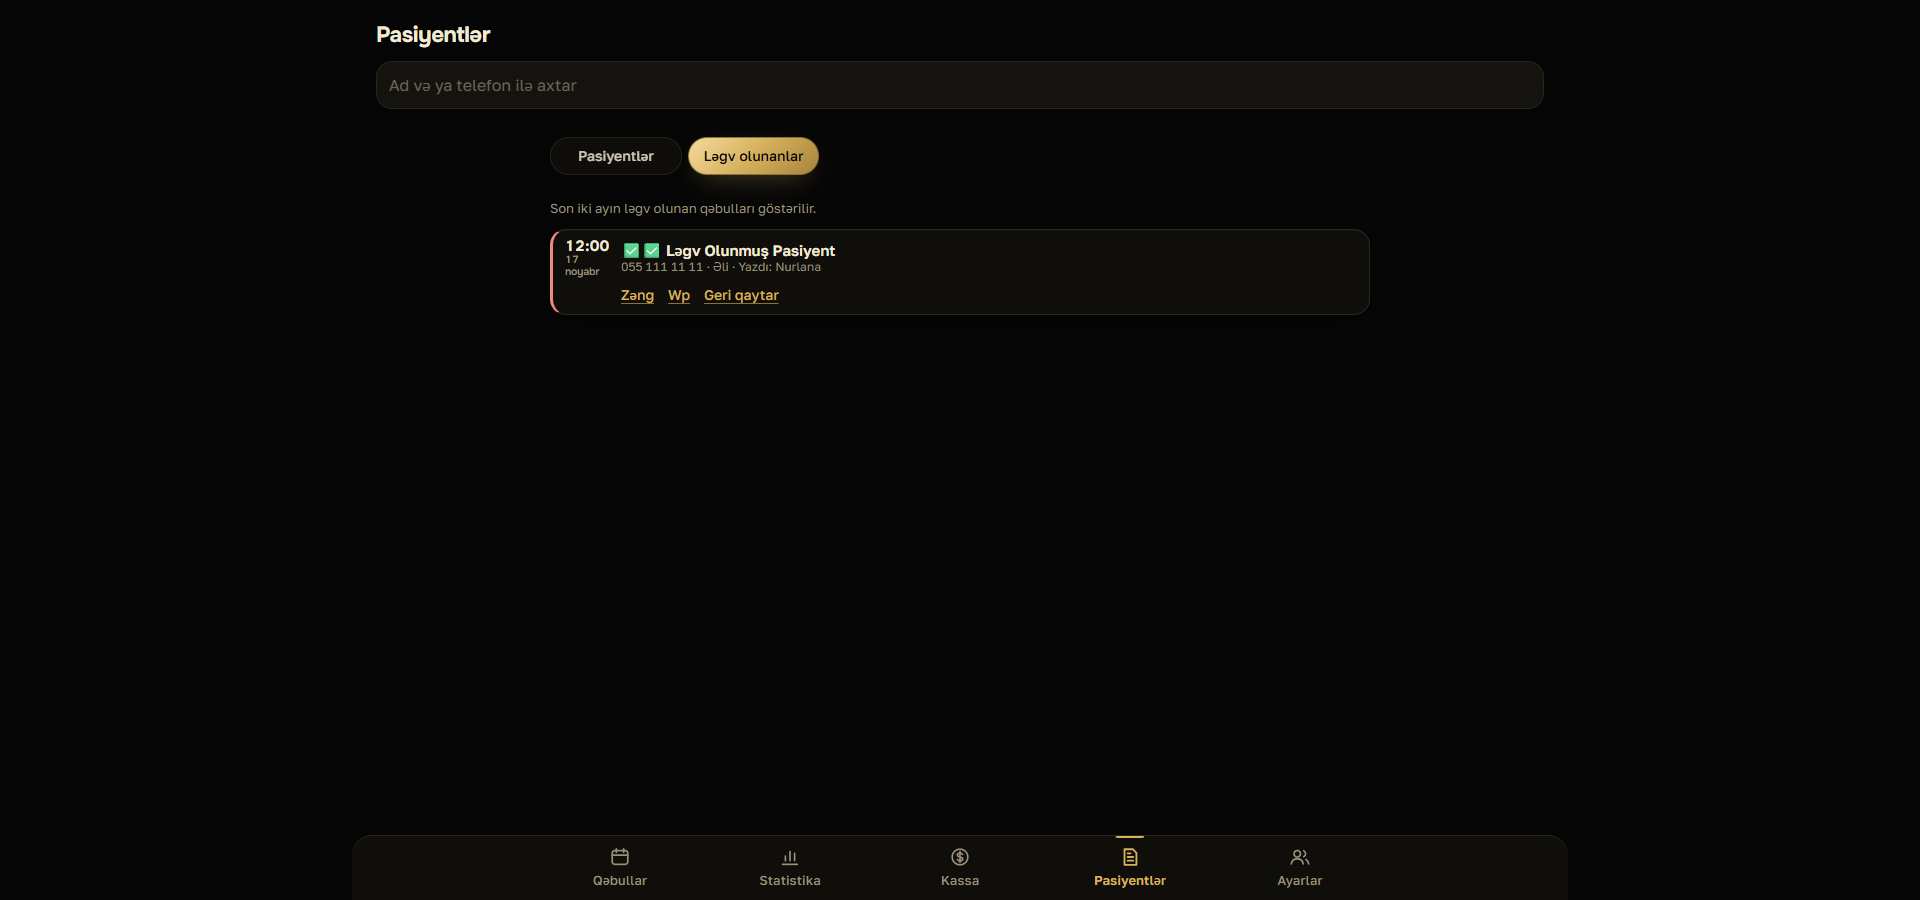 Pasiyentlər
Ad və ya telefon ilə axtar
Pasiyentlər
Ləgv olunanlar
Son iki ayın ləgv olunan qəbulları göstərilir.
12:00
17
noyabr
✅✅ Ləgv Olunmuş Pasiyent
055 111 11 11 · Əli · Yazdı: Nurlana
Zəng Wp Geri qaytar
Qəbullar
Statistika
Kassa
Pasiyentlər
Ayarlar